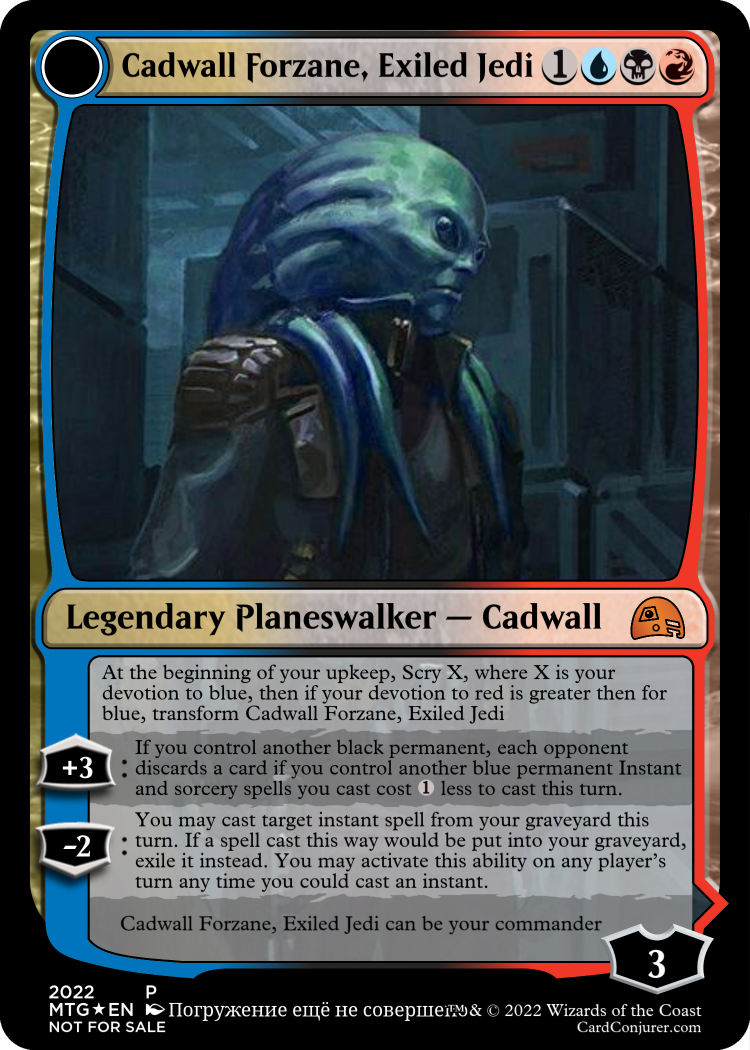 Cadwall Forzane, Exiled Jedi 1
Legendary Planeswalker — Cadwall
At the beginning of your upkeep, Scry X, where X is your
devotion to blue, then if your devotion to red is greater then for
blue, transform Cadwall Forzane, Exiled Jedi
+3 : If you control another black permanent, each opponent
discards a card if you control another blue permanent Instant
and sorcery spells you cast cost 1 less to cast this turn.
−2 : You may cast target instant spell from your graveyard this
turn. If a spell cast this way would be put into your graveyard,
exile it instead. You may activate this ability on any player's
turn any time you could cast an instant.
Cadwall Forzane, Exiled Jedi can be your commander
3
2022 P
MTG★EN Погружение ещё не совершено ™ & © 2022 Wizards of the Coast
NOT FOR SALE CardConjurer.com